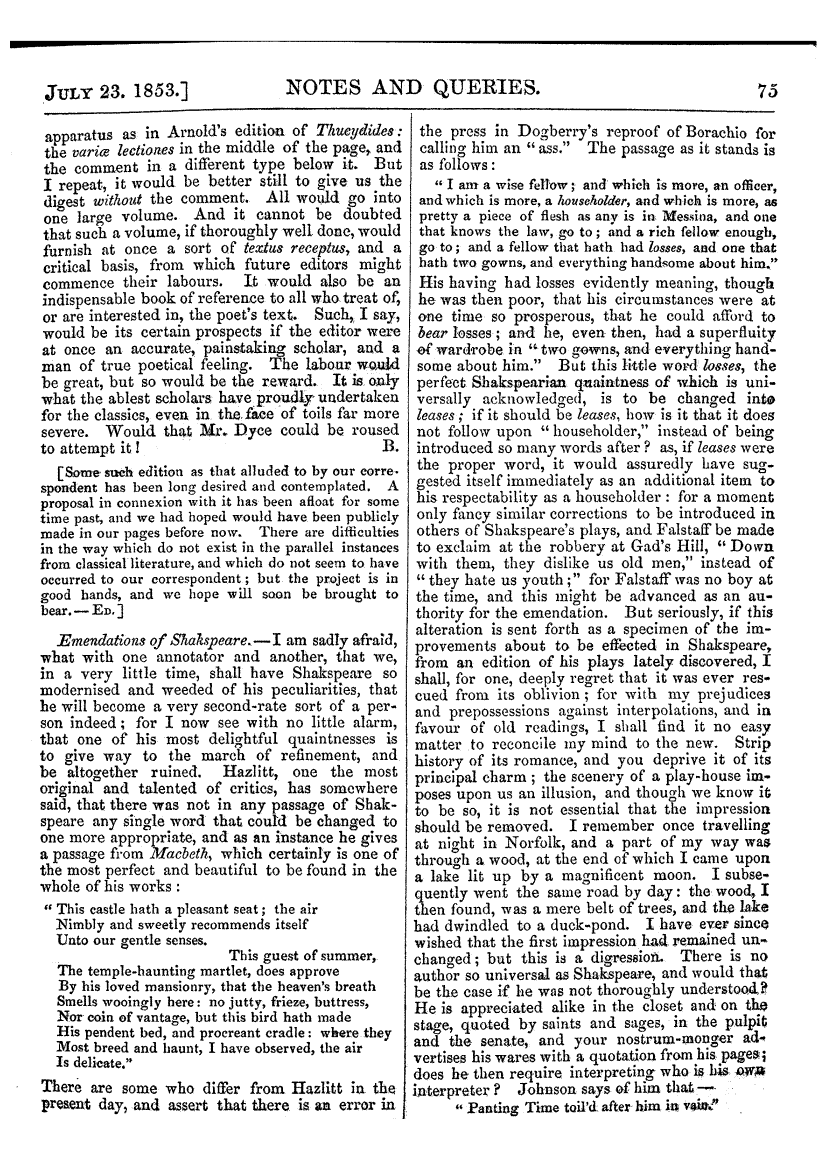 JULY 23. 1853.] NOTES AND QUERIES. 75
apparatus as in Arnold's edition of Thucydides:
the variæ lectiones in the middle of the page, and
the comment in a different type below it. But
I repeat, it would be better still to give us the
digest without the comment. All would go into
one large volume. And it cannot be doubted
that such a volume, if thoroughly well done, would
furnish at once a sort of textus receptus, and a
critical basis, from which future editors might
commence their labours. It would also be an
indispensable book of reference to all who treat of,
or are interested in, the poet's text. Such, I say,
would be its certain prospects if the editor were
at once an accurate, painstaking scholar, and a
man of true poetical feeling. The labour would
be great, but so would be the reward. It is only
what the ablest scholars have proudly undertaken
for the classics, even in the face of toils far more
severe. Would that Mr. Dyce could be roused
to attempt it! B.
[Some such edition as that alluded to by our corre-
spondent has been long desired and contemplated. A
proposal in connexion with it has been afloat for some
time past, and we had hoped would have been publicly
made in our pages before now. There are difficulties
in the way which do not exist in the parallel instances
from classical literature, and which do not seem to have
occurred to our correspondent; but the project is in
good hands, and we hope will soon be brought to
bear.—ED.]
Emendations of Shakspeare.—I am sadly afraid,
what with one annotator and another, that we,
in a very little time, shall have Shakspeare so
modernised and weeded of his peculiarities, that
he will become a very second-rate sort of a per-
son indeed; for I now see with no little alarm,
that one of his most delightful quaintnesses is
to give way to the march of refinement, and
be altogether ruined. Hazlitt, one the most
original and talented of critics, has somewhere
said, that there was not in any passage of Shak-
speare any single word that could be changed to
one more appropriate, and as an instance he gives
a passage from Macbeth, which certainly is one of
the most perfect and beautiful to be found in the
whole of his works:
"This castle hath a pleasant seat; the air
Nimbly and sweetly recommends itself
Unto our gentle senses.
This guest of summer,
The temple-haunting martlet, does approve
By his loved mansionry, that the heaven's breath
Smells wooingly here: no jutty, frieze, buttress,
Nor coin of vantage, but this bird hath made
His pendent bed, and procreant cradle: where they
Most breed and haunt, I have observed, the air
Is delicate."
There are some who differ from Hazlitt in the
present day, and assert that there is an error in
the press in Dogberry's reproof of Borachio for
calling him an "ass." The passage as it stands is
as follows:
"I am a wise fellow; and which is more, an officer,
and which is more, a householder, and which is more, as
pretty a piece of flesh as any is in Messina, and one
that knows the law, go to; and a rich fellow enough,
go to; and a fellow that hath had losses, and one that
hath two gowns, and everything handsome about him."
His having had losses evidently meaning, though
he was then poor, that his circumstances were at
one time so prosperous, that he could afford to
bear losses; and he, even then, had a superfluity
of wardrobe in "two gowns, and everything hand-
some about him." But this little word losses, the
perfect Shakspearian quaintness of which is uni-
versally acknowledged, is to be changed into
leases; if it should be leases, how is it that it does
not follow upon "householder," instead of being
introduced so many words after? as, if leases were
the proper word, it would assuredly have sug-
gested itself immediately as an additional item to
his respectability as a householder: for a moment
only fancy similar corrections to be introduced in
others of Shakspeare's plays, and Falstaff be made
to exclaim at the robbery at Gad's Hill, "Down
with them, they dislike us old men," instead of
"they hate us youth;" for Falstaff was no boy at
the time, and this might be advanced as an au-
thority for the emendation. But seriously, if this
alteration is sent forth as a specimen of the im-
provements about to be effected in Shakspeare,
from an edition of his plays lately discovered, I
shall, for one, deeply regret that it was ever res-
cued from its oblivion; for with my prejudices
and prepossessions against interpolations, and in
favour of old readings, I shall find it no easy
matter to reconcile my mind to the new. Strip
history of its romance, and you deprive it of its
principal charm; the scenery of a play-house im-
poses upon us an illusion, and though we know it
to be so, it is not essential that the impression
should be removed. I remember once travelling
at night in Norfolk, and a part of my way was
through a wood, at the end of which I came upon
a lake lit up by a magnificent moon. I subse-
quently went the same road by day: the wood, I
then found, was a mere belt of trees, and the lake
had dwindled to a duck-pond. I have ever since
wished that the first impression had remained un-
changed; but this is a digression. There is no
author so universal as Shakspeare, and would that
be the case if he was not thoroughly understood?
He is appreciated alike in the closet and on the
stage, quoted by saints and sages, in the pulpit
and the senate, and your nostrum-monger ad-
vertises his wares with a quotation from his pages;
does he then require interpreting who is his own
interpreter? Johnson says of him that—
"Panting Time toil'd after him in vain."